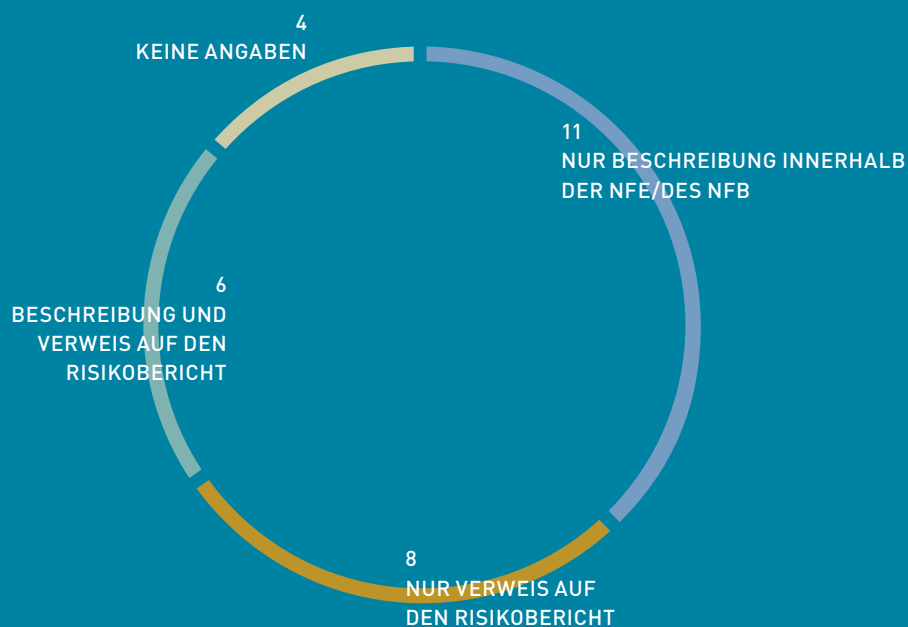 4
KEINE ANGABEN
11
NUR BESCHREIBUNG INNERHALB
DER NFE/DES NFB
6
BESCHREIBUNG UND
VERWEIS AUF DEN
RISIKOBERICHT
8
NUR VERWEIS AUF
DEN RISIKOBERICHT